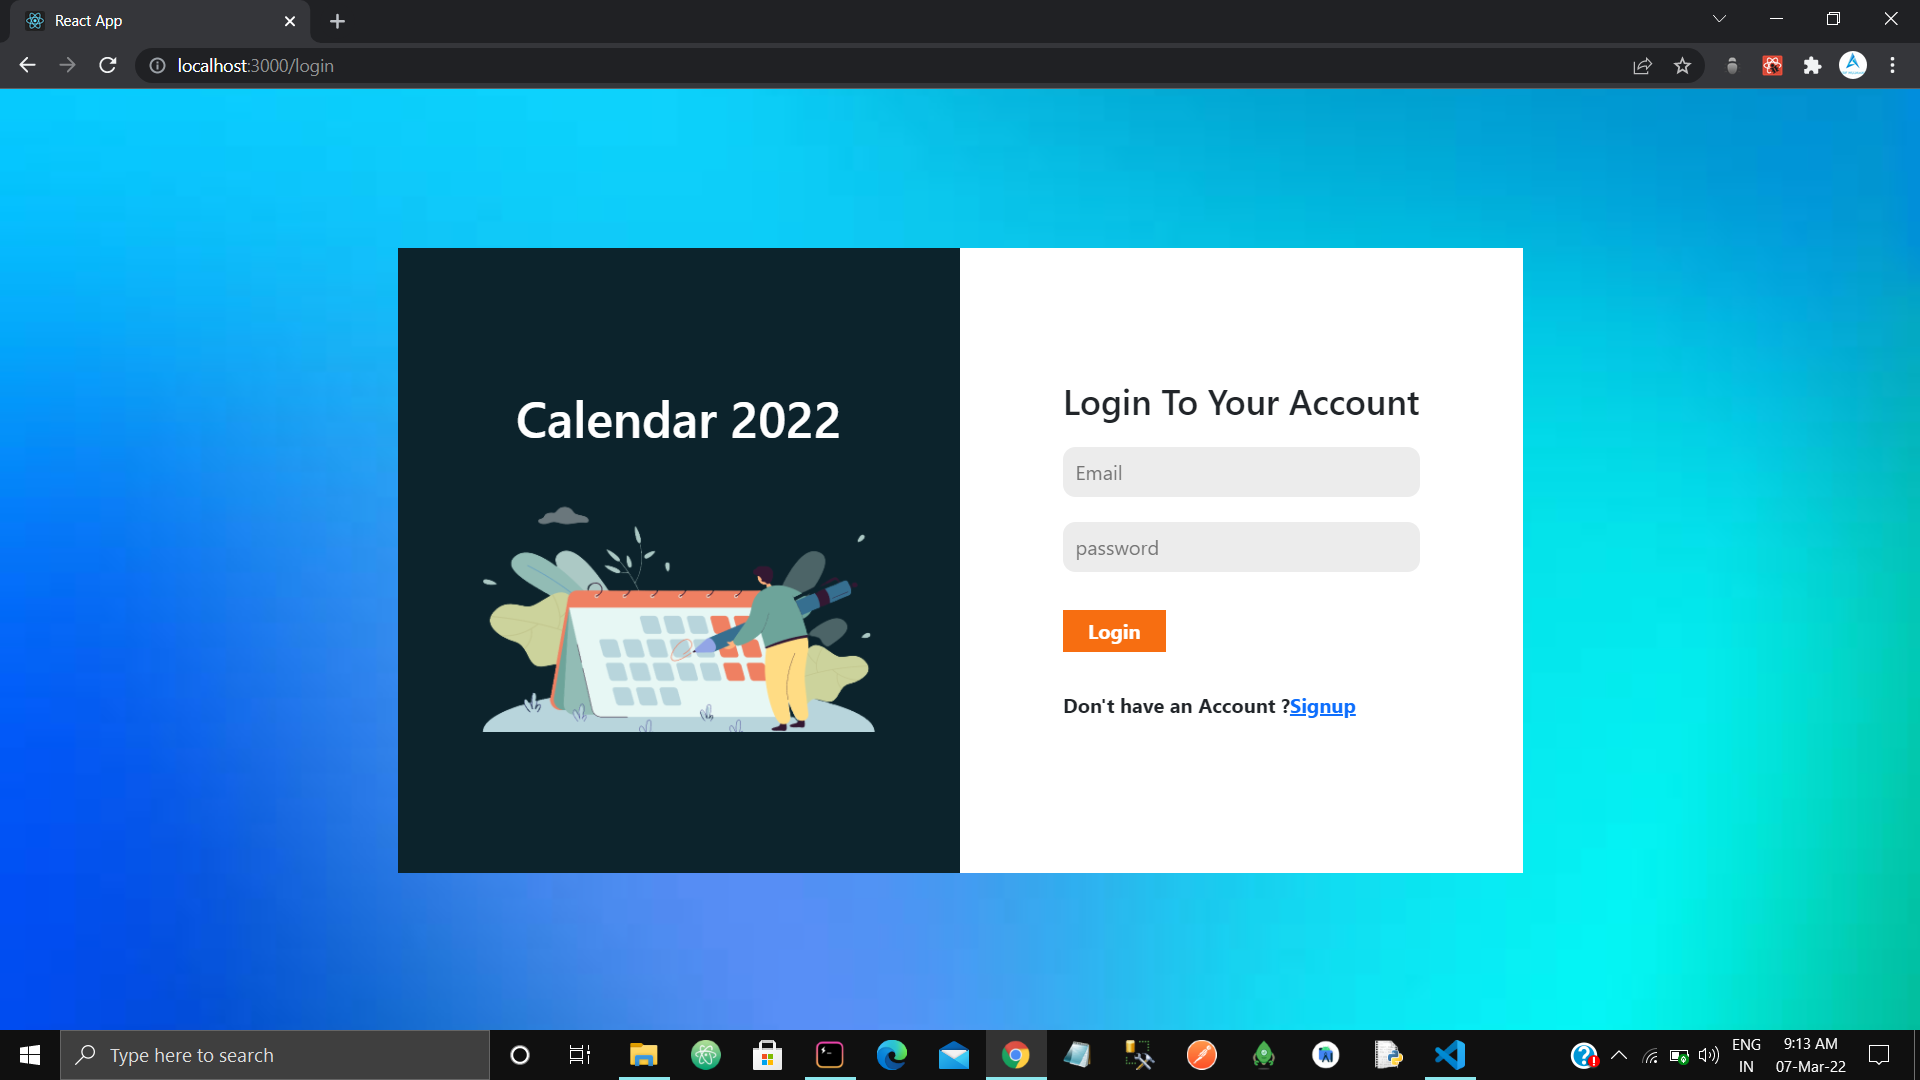 React App
localhost:3000/login
Calendar 2022
Login To Your Account
Email
password
Login
Don't have an Account ?Signup
Type here to search
ENG
IN
9:13 AM
07-Mar-22